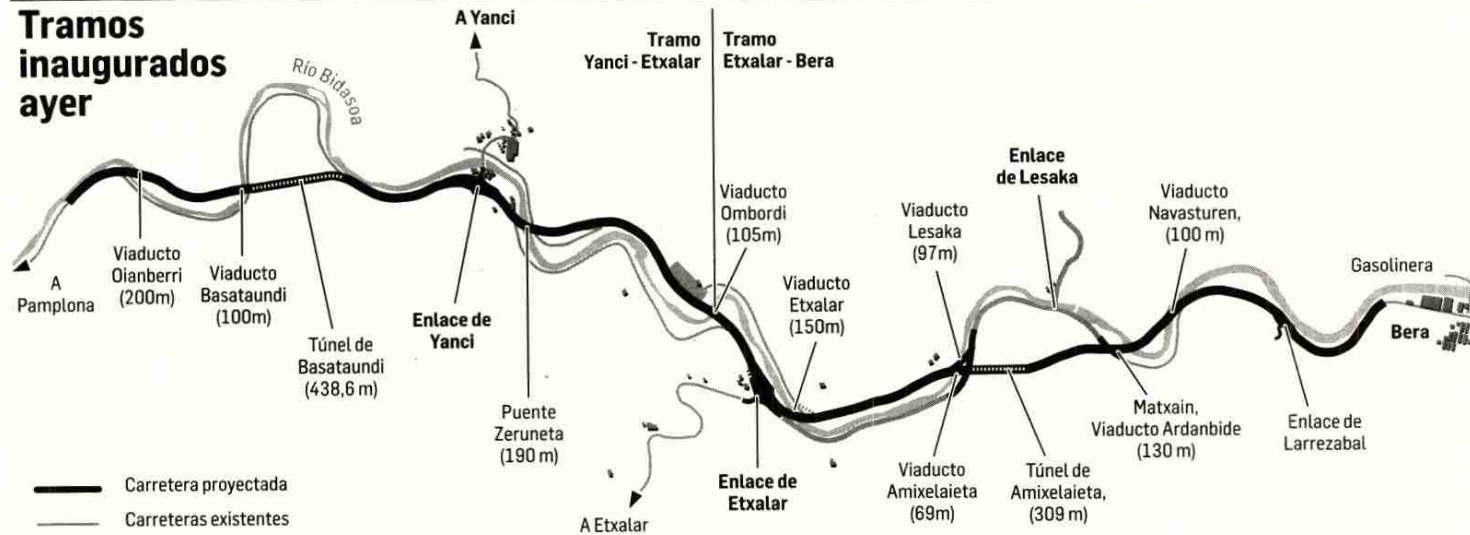 Tramos
inaugurados
ayer
Río Bidasoa
A Yanci
Tramo
Yanci - Etxalar
Tramo
Etxalar - Bera
A
Pamplona
Viaducto
Oianberri
(200m)
Viaducto
Basataundi
(100m)
Túnel de
Basataundi
(438,6 m)
Enlace de
Yanci
Puente
Zeruneta
(190 m)
Viaducto
Ombordi
(105m)
Viaducto
Etxalar
(150m)
A Etxalar
Enlace de
Etxalar
Viaducto
Lesaka
(97m)
Viaducto
Amixelaieta
(69m)
Enlace
de Lesaka
Túnel de
Amixelaieta,
(309 m)
Matxain,
Viaducto Ardanbide
(130 m)
Viaducto
Navasturen,
(100 m)
Enlace de
Larrezabal
Gasolinera
Bera
Carretera proyectada
Carreteras existentes